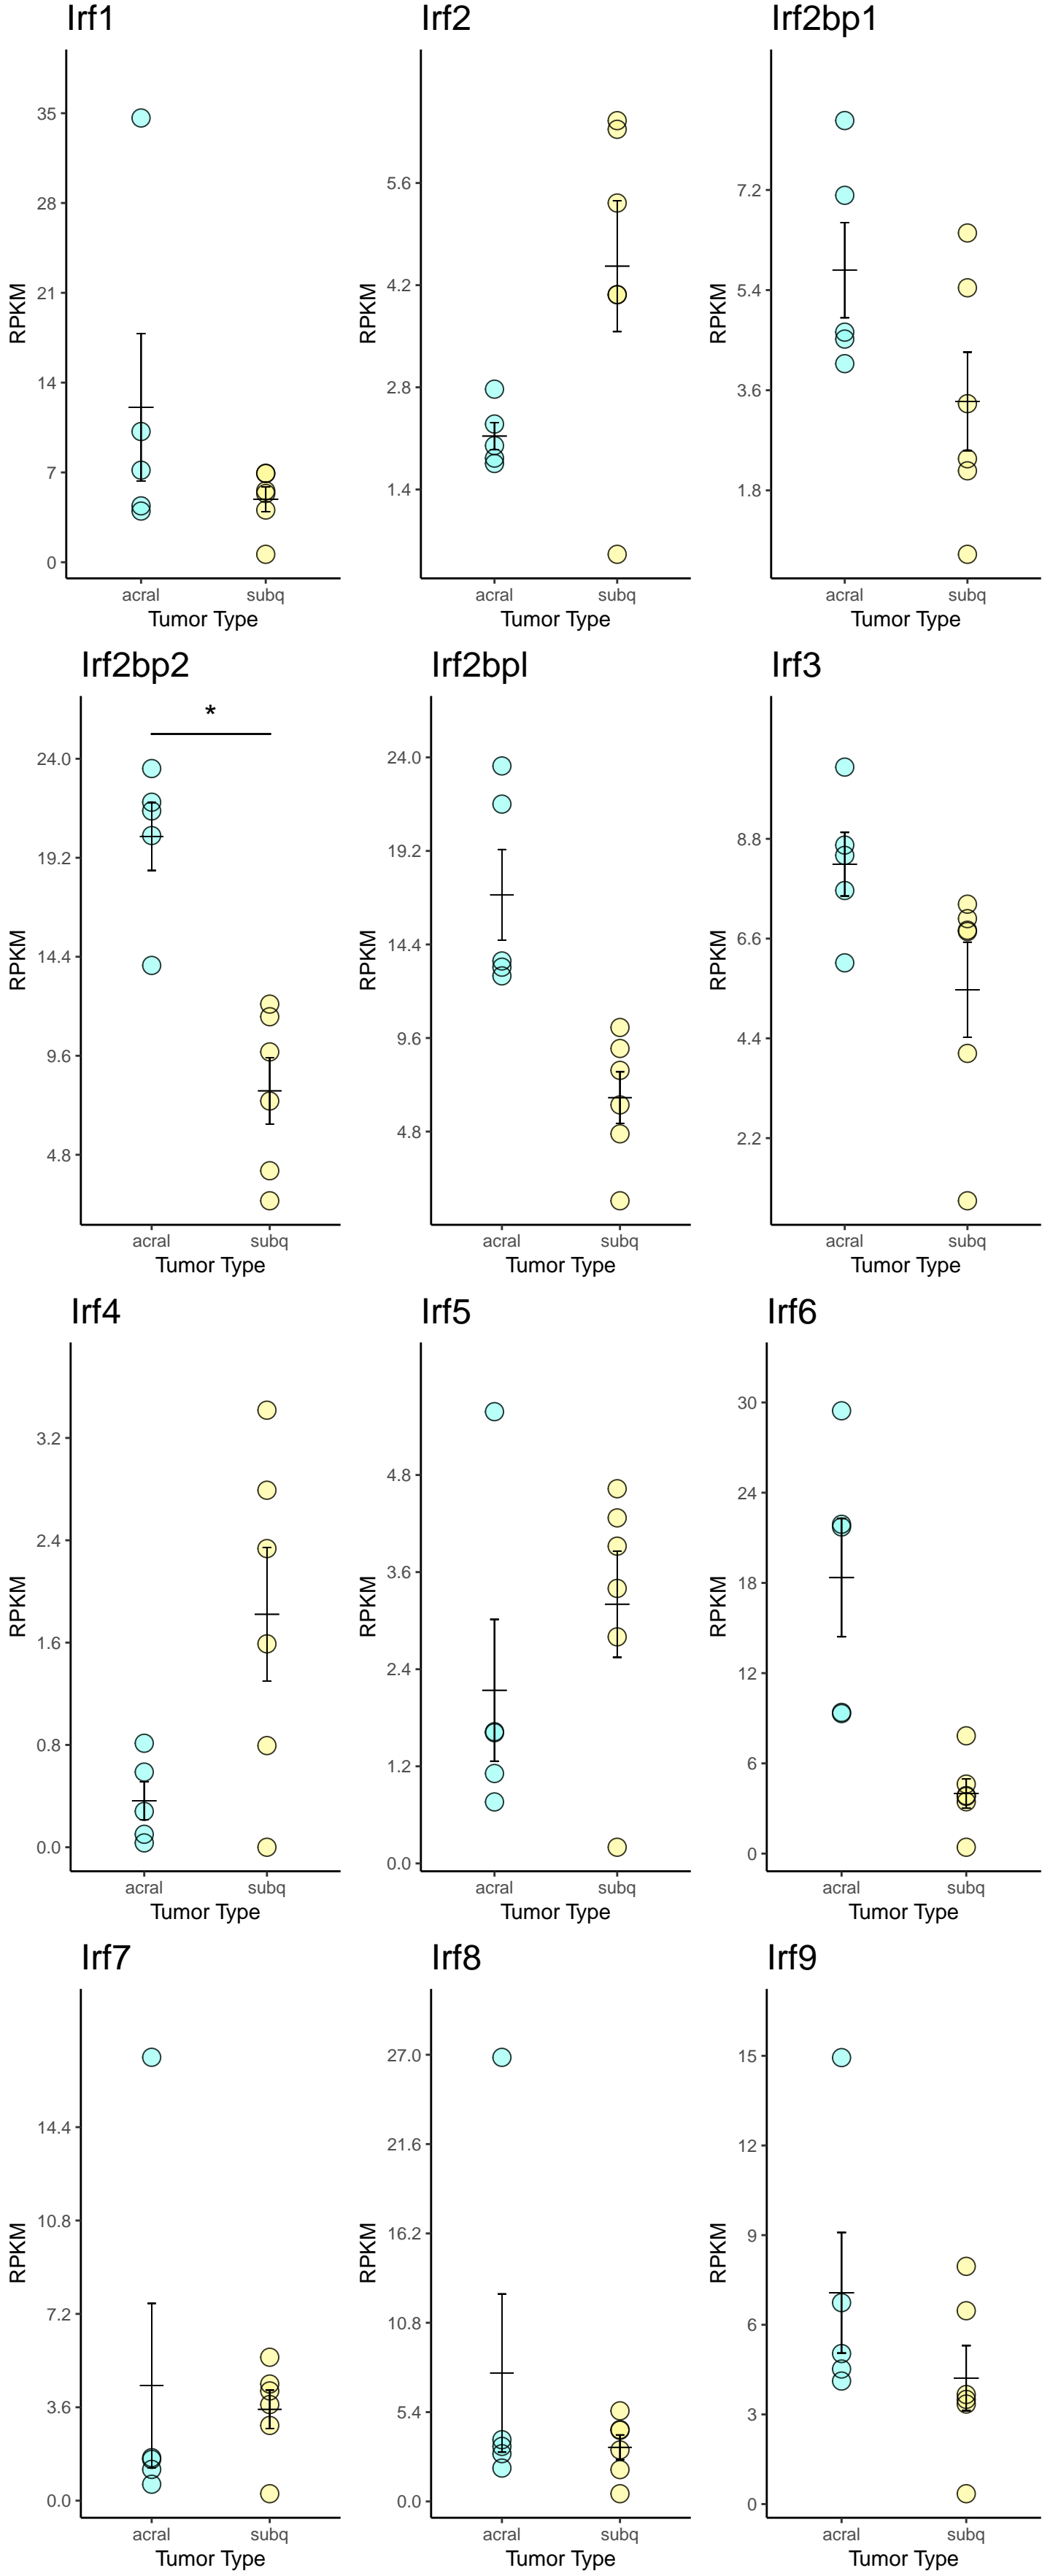 Irf1
Irf2
Irf2bp1
35
28
21
14
7
0
RPKM
acral
subq
Tumor Type
5.6
4.2
2.8
1.4
RPKM
acral
subq
Tumor Type
7.2
5.4
3.6
1.8
RPKM
acral
subq
Tumor Type
Irf2bp2
Irf2bpl
Irf3
*
24.0
19.2
14.4
9.6
4.8
RPKM
acral
subq
Tumor Type
24.0
19.2
14.4
9.6
4.8
RPKM
acral
subq
Tumor Type
8.8
6.6
4.4
2.2
RPKM
acral
subq
Tumor Type
Irf4
Irf5
Irf6
3.2
2.4
1.6
0.8
0.0
RPKM
acral
subq
Tumor Type
4.8
3.6
2.4
1.2
0.0
RPKM
acral
subq
Tumor Type
30
24
18
12
6
0
RPKM
acral
subq
Tumor Type
Irf7
Irf8
Irf9
14.4
10.8
7.2
3.6
0.0
RPKM
acral
subq
Tumor Type
27.0
21.6
16.2
10.8
5.4
0.0
RPKM
acral
subq
Tumor Type
15
12
9
6
3
0
RPKM
acral
subq
Tumor Type